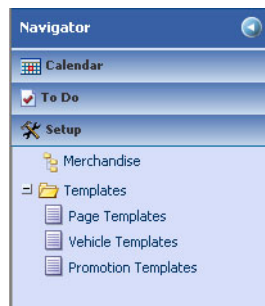 Navigator
Calendar
To Do
Setup
Merchandise
Templates
Page Templates
Vehicle Templates
Promotion Templates